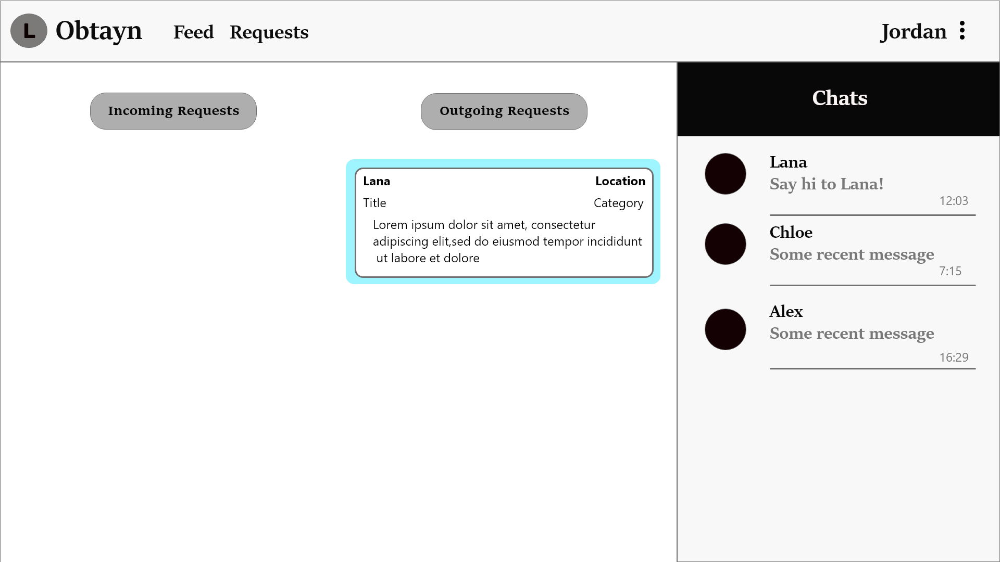 L Obtayn Feed Requests Jordan
Incoming Requests
Outgoing Requests
Lana Location
Title Category
Lorem ipsum dolor sit amet, consectetur
adipiscing elit,sed do eiusmod tempor incididunt
ut labore et dolore
Chats
Lana
Say hi to Lana!
12:03
Chloe
Some recent message
7:15
Alex
Some recent message
16:29